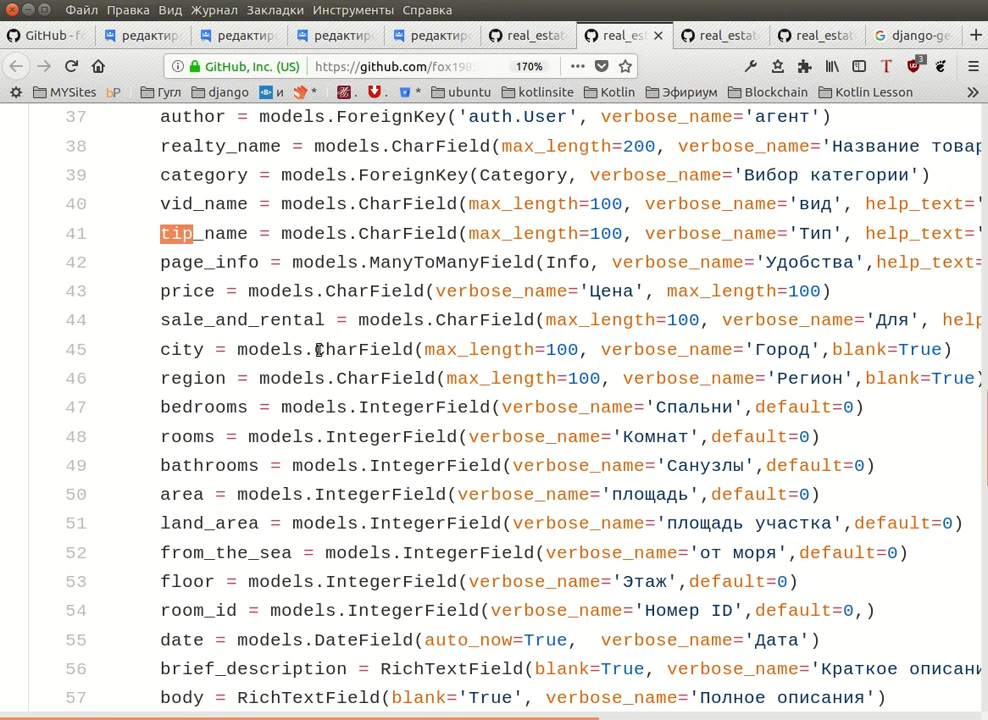 Файл Правка Вид Журнал Закладки Инструменты Справка
GitHub - f редактир редактир редактир редактир real_estat real_es real_esta real_estat django-ge
GitHub, Inc. (US) https://github.com/fox198 170%
MYSites bP Гугл django и * . * ubuntu kotlinsite Kotlin Эфириум Blockchain Kotlin Lesson
37 author = models.ForeignKey('auth.User', verbose_name='агент')
38 realty_name = models.CharField(max_length=200, verbose_name='Название товар
39 category = models.ForeignKey(Category, verbose_name='Вибор категории')
40 vid_name = models.CharField(max_length=100, verbose_name='вид', help_text='
41 tip_name = models.CharField(max_length=100, verbose_name='Тип', help_text='
42 page_info = models.ManyToManyField(Info, verbose_name='Удобства',help_text=
43 price = models.CharField(verbose_name='Цена', max_length=100)
44 sale_and_rental = models.CharField(max_length=100, verbose_name='Для', help
45 city = models.CharField(max_length=100, verbose_name='Город',blank=True)
46 region = models.CharField(max_length=100, verbose_name='Регион',blank=True)
47 bedrooms = models.IntegerField(verbose_name='Спальни',default=0)
48 rooms = models.IntegerField(verbose_name='Комнат',default=0)
49 bathrooms = models.IntegerField(verbose_name='Санузлы',default=0)
50 area = models.IntegerField(verbose_name='площадь',default=0)
51 land_area = models.IntegerField(verbose_name='площадь участка',default=0)
52 from_the_sea = models.IntegerField(verbose_name='от моря',default=0)
53 floor = models.IntegerField(verbose_name='Этаж',default=0)
54 room_id = models.IntegerField(verbose_name='Номер ID',default=0,)
55 date = models.DateField(auto_now=True, verbose_name='Дата')
56 brief_description = RichTextField(blank=True, verbose_name='Краткое описани
57 body = RichTextField(blank='True', verbose_name='Полное описания')